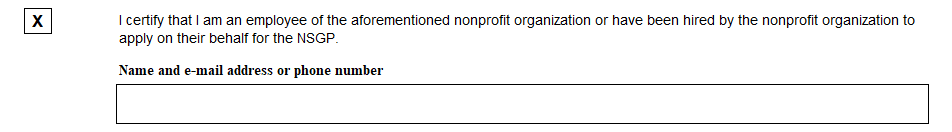 X
I certify that I am an employee of the aforementioned nonprofit organization or have been hired by the nonprofit organization to
apply on their behalf for the NSGP.
Name and e-mail address or phone number